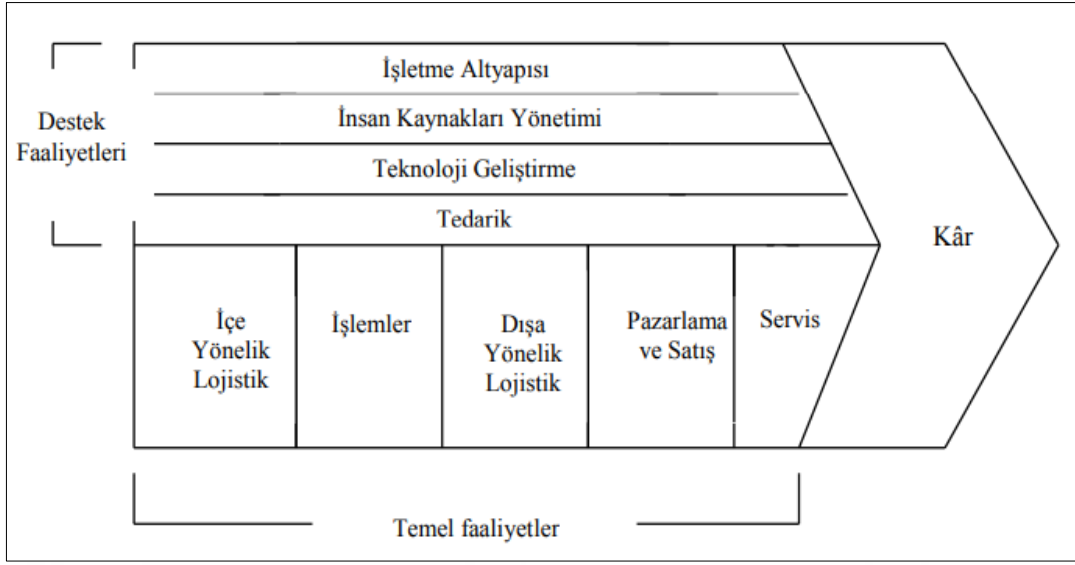 İşletme Altyapısı
İnsan Kaynakları Yönetimi
Teknoloji Geliştirme
Tedarik
Destek
Faaliyetleri
Kâr
İçe
Yönelik
Lojistik
İşlemler
Dışa
Yönelik
Lojistik
Pazarlama
ve Satış
Servis
Temel faaliyetler